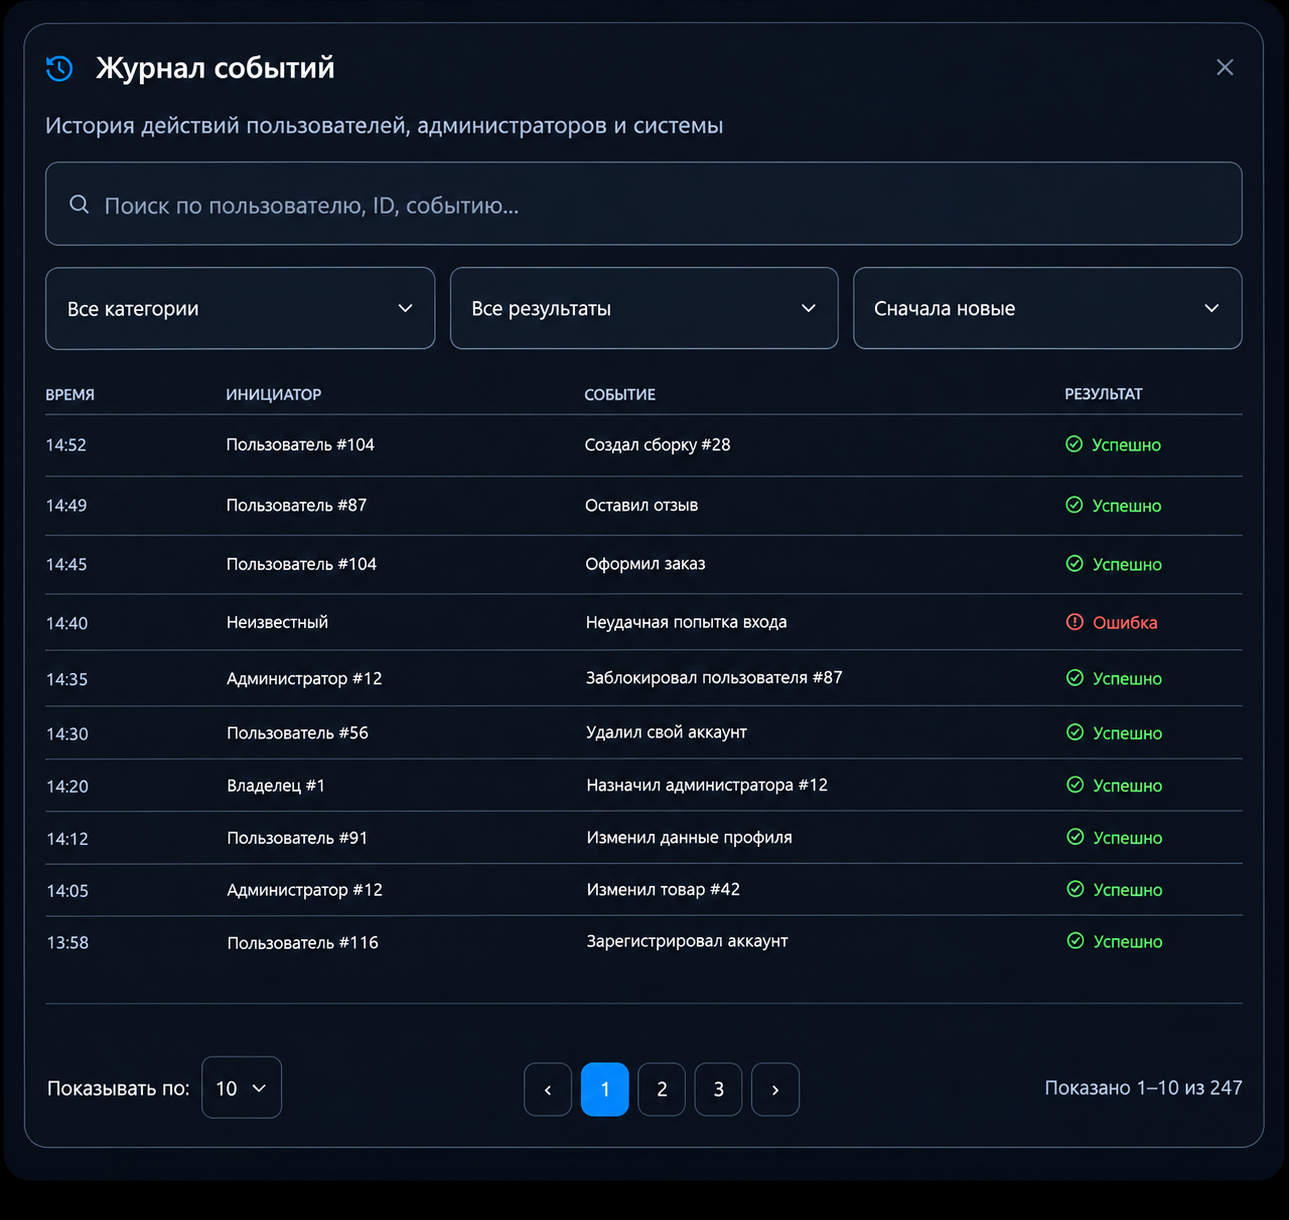 Журнал событий
История действий пользователей, администраторов и системы
Поиск по пользователю, ID, событию...
Все категории Все результаты Сначала новые
ВРЕМЯ ИНИЦИАТОР СОБЫТИЕ РЕЗУЛЬТАТ
14:52 Пользователь #104 Создал сборку #28 Успешно
14:49 Пользователь #87 Оставил отзыв Успешно
14:45 Пользователь #104 Оформил заказ Успешно
14:40 Неизвестный Неудачная попытка входа Ошибка
14:35 Администратор #12 Заблокировал пользователя #87 Успешно
14:30 Пользователь #56 Удалил свой аккаунт Успешно
14:20 Владелец #1 Назначил администратора #12 Успешно
14:12 Пользователь #91 Изменил данные профиля Успешно
14:05 Администратор #12 Изменил товар #42 Успешно
13:58 Пользователь #116 Зарегистрировал аккаунт Успешно
Показывать по: 10 ‹ 1 2 3 › Показано 1–10 из 247